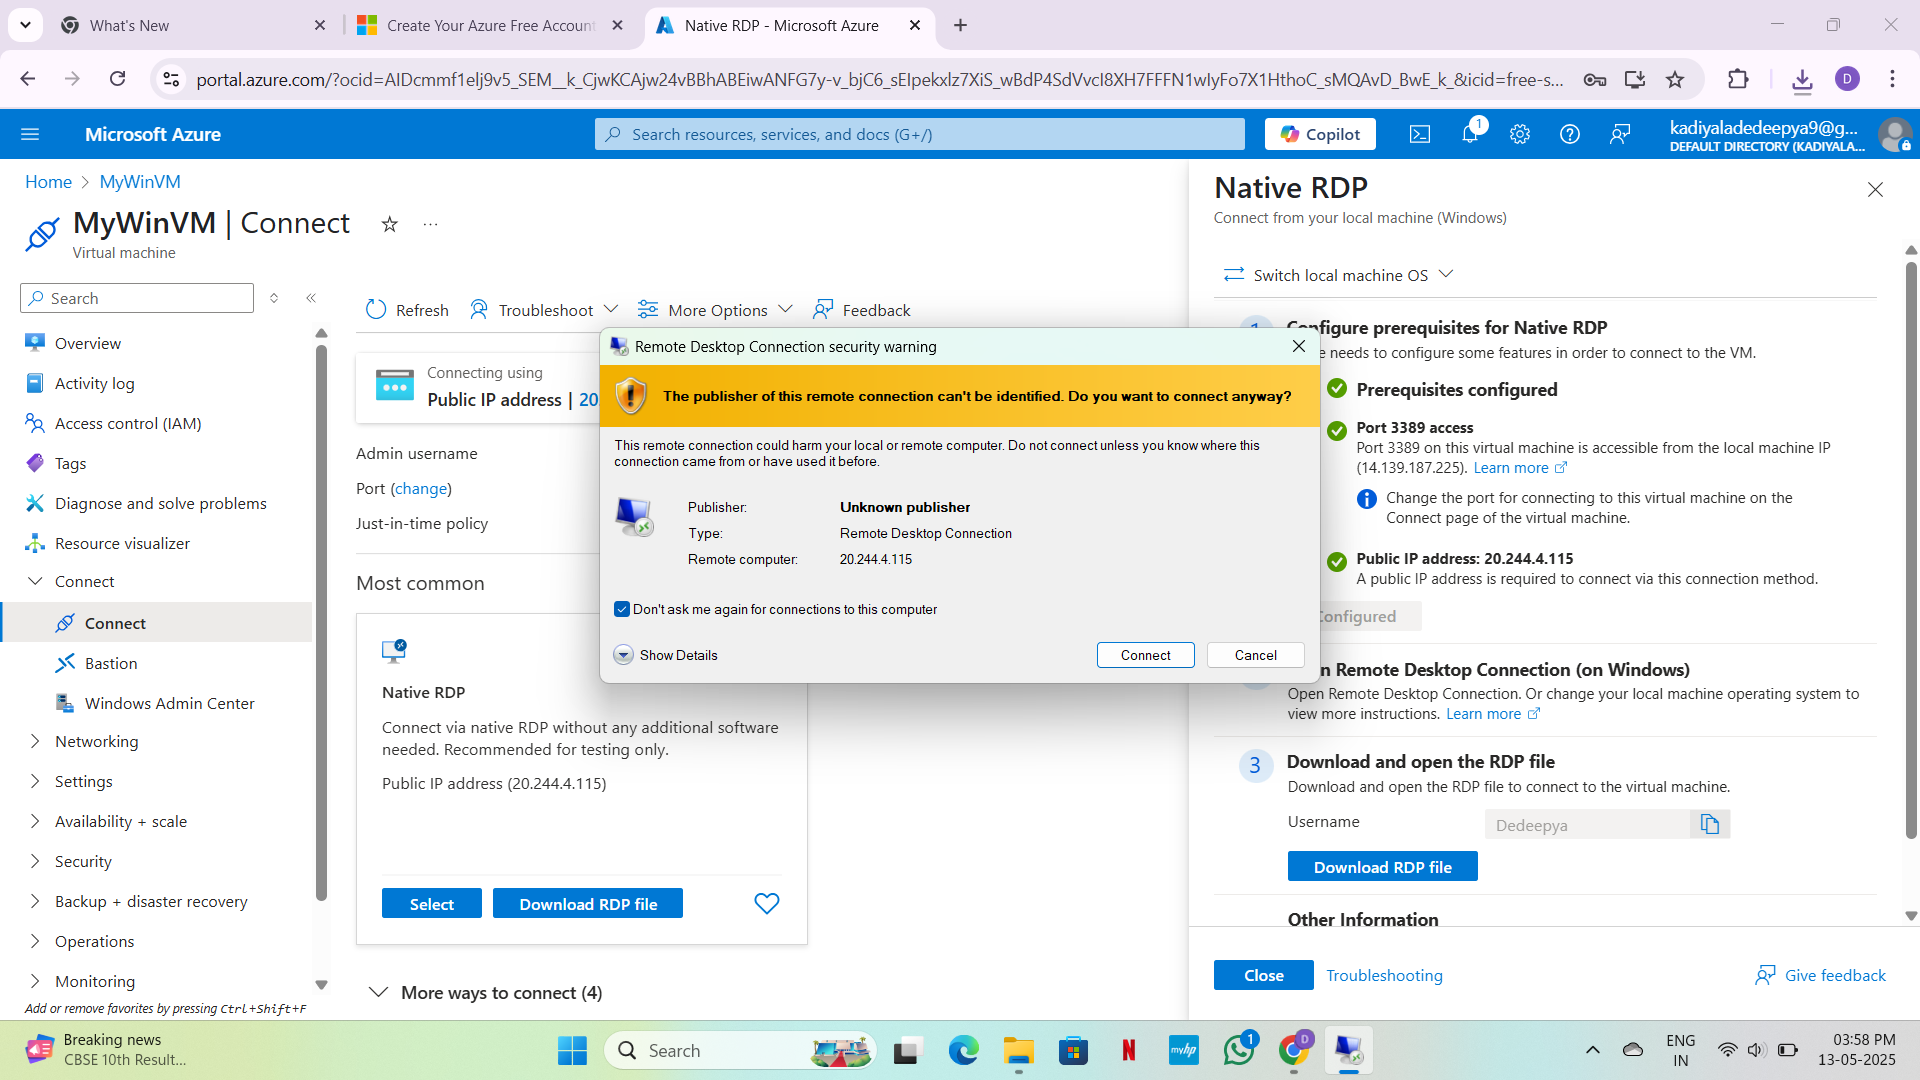 What's New
Create Your Azure Free Account
Native RDP - Microsoft Azure
portal.azure.com/?ocid=AIDcmmf1elj9v5_SEM__k_CjwKCAjw24vBBhABEiwANFG7y-v_bjC6_sEIpekxlz7XiS_wBdP4SdVvcI8XH7FFFN1wIyFo7X1HthoC_sMQAvD_BwE_k_&icid=free-s...
D
Microsoft Azure
Search resources, services, and docs (G+/)
Copilot
1
kadiyaladedeepya9@g...
DEFAULT DIRECTORY (KADIYALA...
Home > MyWinVM
MyWinVM | Connect
Virtual machine
Search
Overview
Activity log
Access control (IAM)
Tags
Diagnose and solve problems
Resource visualizer
Connect
Connect
Bastion
Windows Admin Center
Networking
Settings
Availability + scale
Security
Backup + disaster recovery
Operations
Monitoring
Add or remove favorites by pressing Ctrl+Shift+F
Refresh
Troubleshoot
More Options
Feedback
Connecting using
Public IP address | 20
Admin username
Port (change)
Just-in-time policy
Most common
Native RDP
Connect via native RDP without any additional software
needed. Recommended for testing only.
Public IP address (20.244.4.115)
Select
Download RDP file
More ways to connect (4)
Remote Desktop Connection security warning
The publisher of this remote connection can't be identified. Do you want to connect anyway?
This remote connection could harm your local or remote computer. Do not connect unless you know where this
connection came from or have used it before.
Publisher: Unknown publisher
Type: Remote Desktop Connection
Remote computer: 20.244.4.115
Don't ask me again for connections to this computer
Show Details
Connect
Cancel
Native RDP
Connect from your local machine (Windows)
Switch local machine OS
Configure prerequisites for Native RDP
needs to configure some features in order to connect to the VM.
Prerequisites configured
Port 3389 access
Port 3389 on this virtual machine is accessible from the local machine IP
(14.139.187.225). Learn more
Change the port for connecting to this virtual machine on the
Connect page of the virtual machine.
Public IP address: 20.244.4.115
A public IP address is required to connect via this connection method.
Configured
Remote Desktop Connection (on Windows)
Open Remote Desktop Connection. Or change your local machine operating system to
view more instructions. Learn more
3 Download and open the RDP file
Download and open the RDP file to connect to the virtual machine.
Username
Dedeepya
Download RDP file
Other Information
Close
Troubleshooting
Give feedback
Breaking news
CBSE 10th Result...
Search
N
myhp
1
D
ENG
IN
03:58 PM
13-05-2025